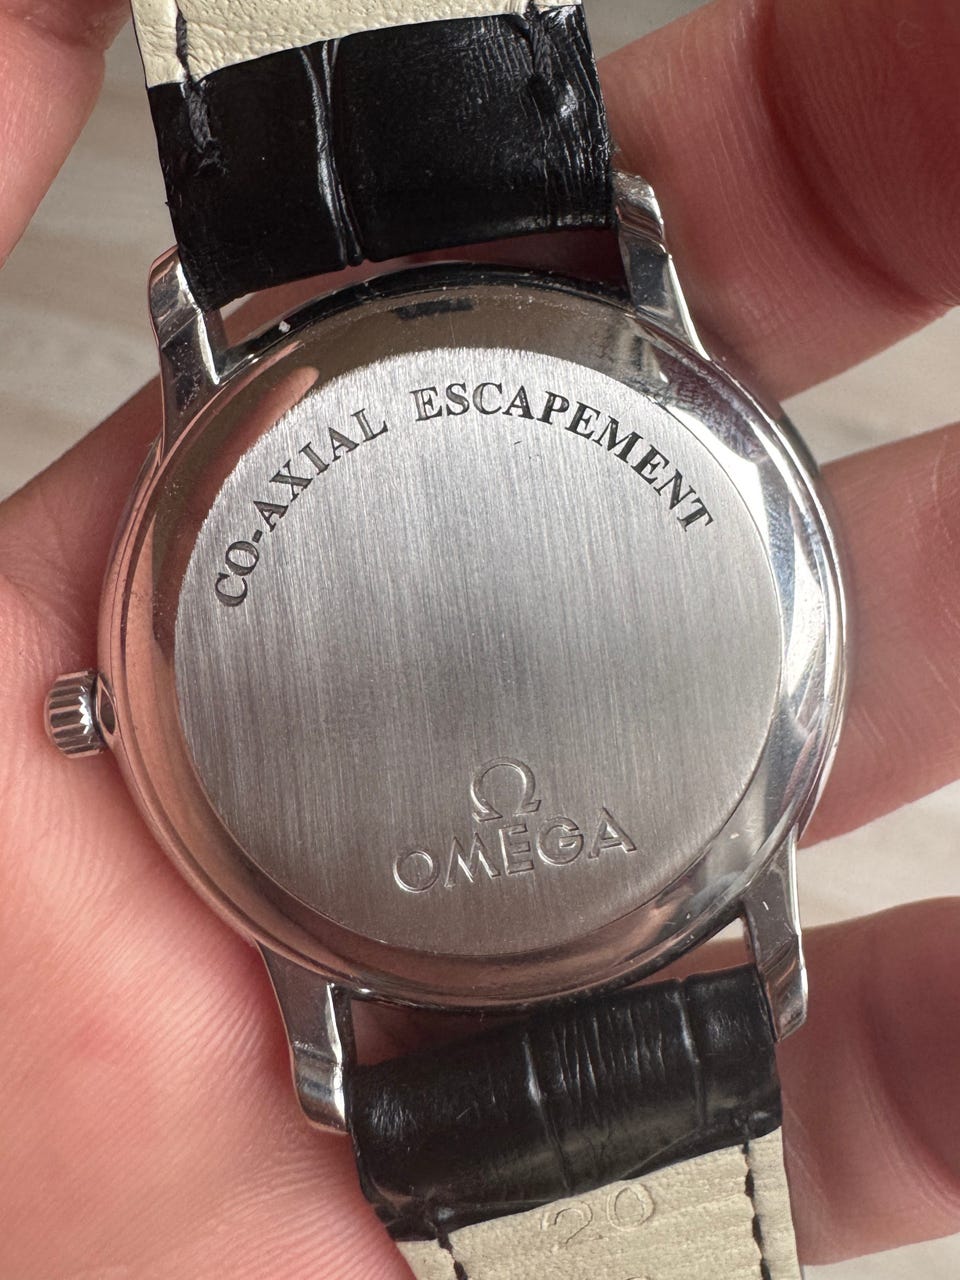 CO-AXIAL ESCAPEMENT
Ω
OMEGA
20